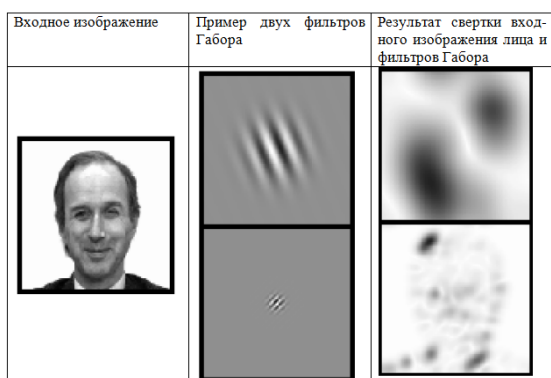 Входное изображение
Пример двух фильтров
Габора
Результат свертки вход-
ного изображения лица и
фильтров Габора